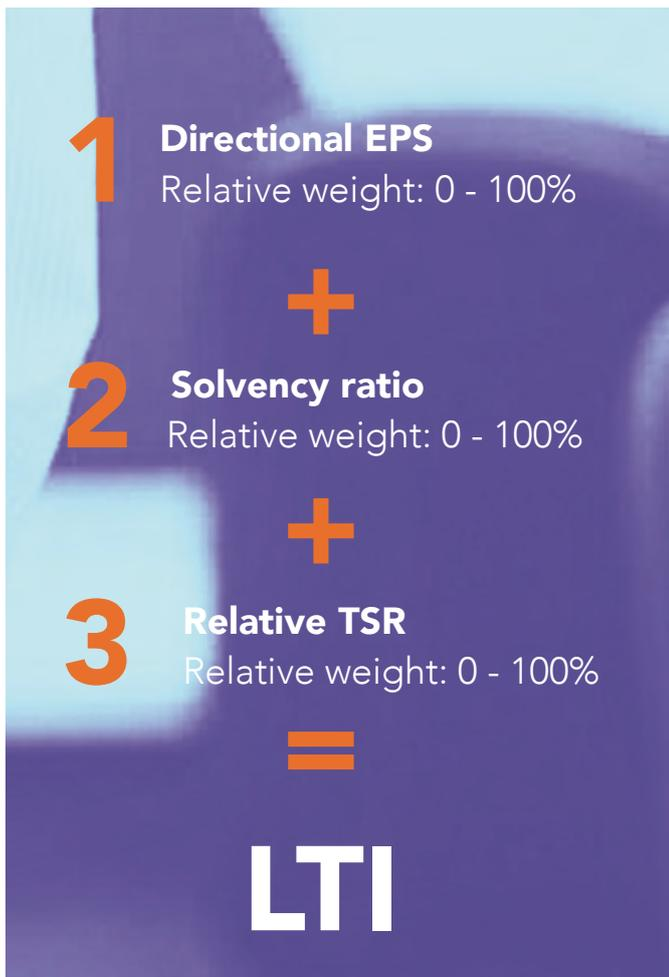 1 Directional EPS
Relative weight: 0 - 100%
+
2 Solvency ratio
Relative weight: 0 - 100%
+
3 Relative TSR
Relative weight: 0 - 100%
=
LTI